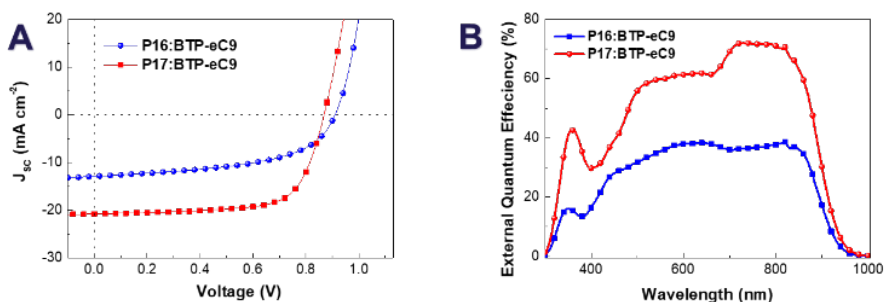 A
P16:BTP-eC9
P17:BTP-eC9
J_sc (mA cm⁻²)
20
10
0
-10
-20
-30
0.0 0.2 0.4 0.6 0.8 1.0
Voltage (V)
B
P16:BTP-eC9
P17:BTP-eC9
External Quantum Effeciency (%)
80
60
40
20
0
400 600 800 1000
Wavelength (nm)